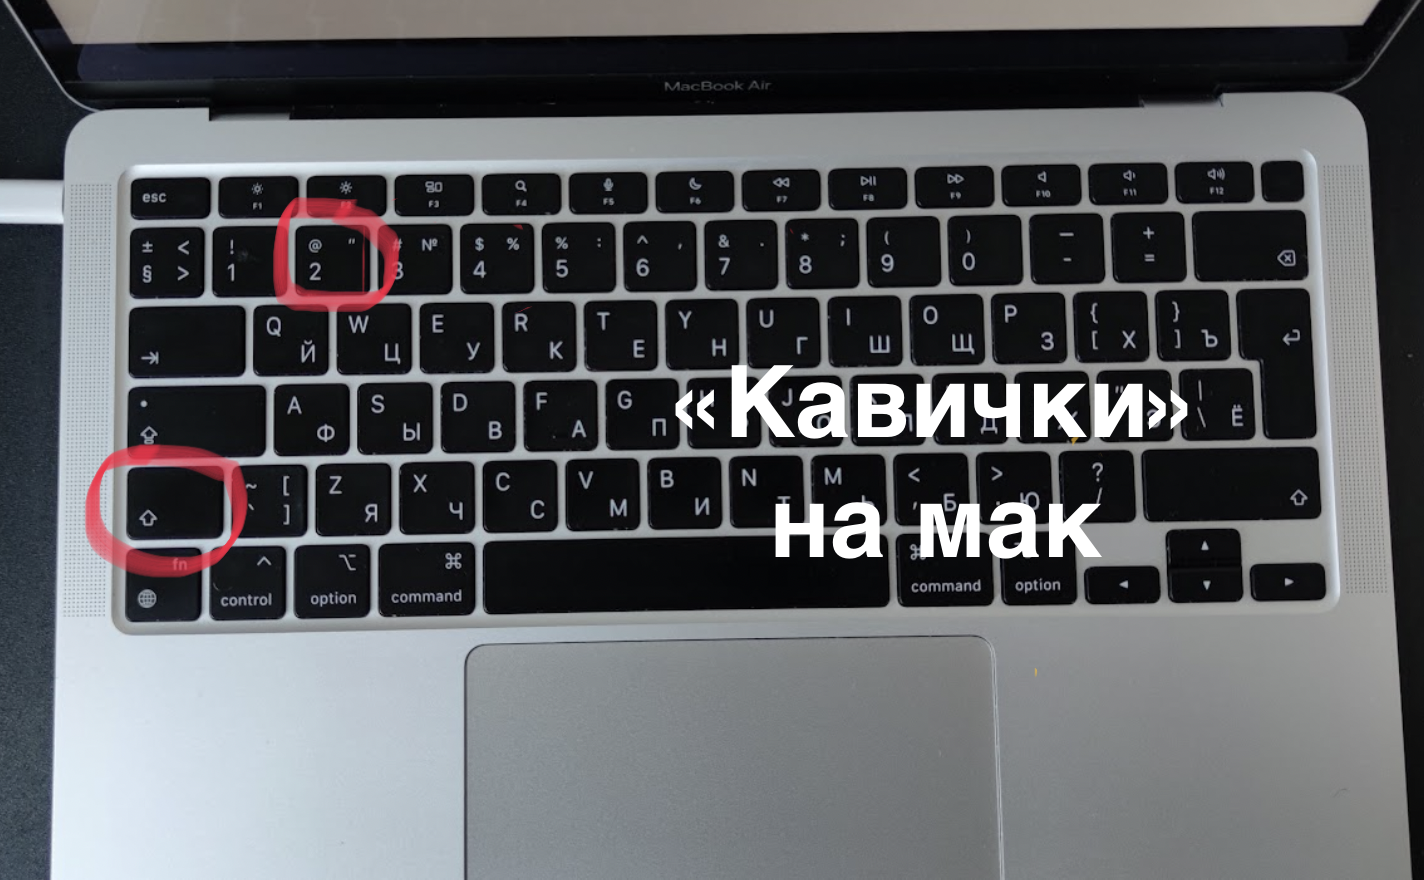 MacBook Air
esc F1 F2 F3 F4 F5 F6 F7 F8 F9 F10 F11 F12
± < ! @ " # № $ % % : ^ , & . * ; ( ) — +
§ > 1 2 3 4 5 6 7 8 9 0 - =
Q W E R T Y U I O P { }
Й Ц У К Е Н Г Ш Щ З [ Х ] Ъ
A S D F G J |
Ф Ы В А П Д \ Ё
«Кавички»
~ [ Z X C V B N M < > ?
` ] Я Ч С М И Т Ь , Б . Ю /
на мак
fn ^ ⌥ ⌘ ⌘
control option command command option